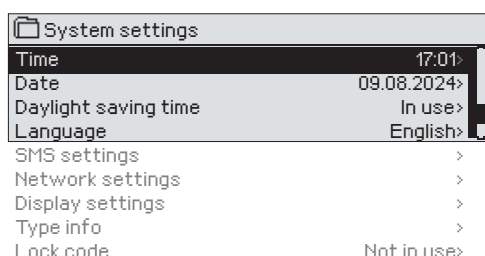 System settings
Time 17:01>
Date 09.08.2024>
Daylight saving time In use>
Language English>
SMS settings >
Network settings >
Display settings >
Type info >
Lock code Not in use>